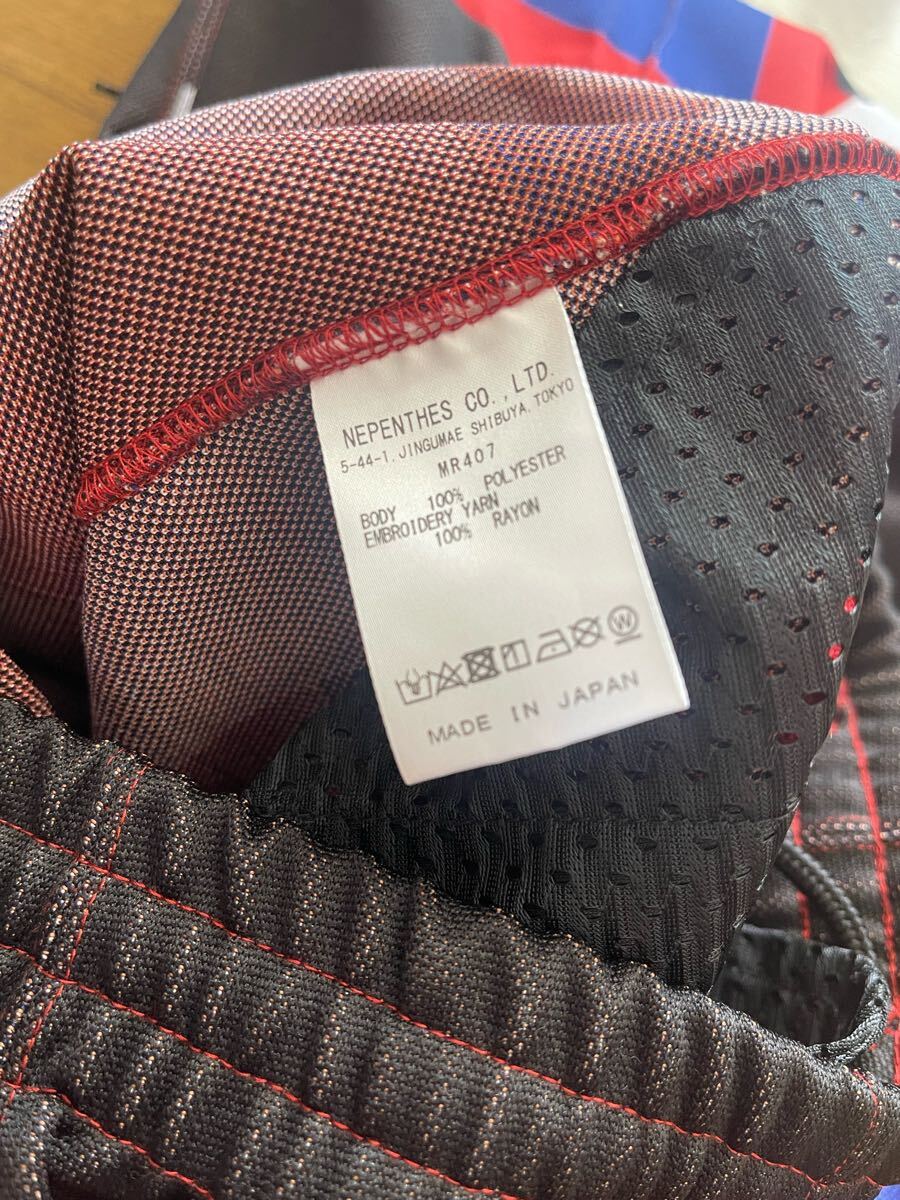 NEPENTHES CO.,LTD.
5-44-1, JINGUMAE SHIBUYA, TOKYO
MR407
BODY 100% POLYESTER
EMBROIDERY YARN
100% RAYON
W
MADE IN JAPAN